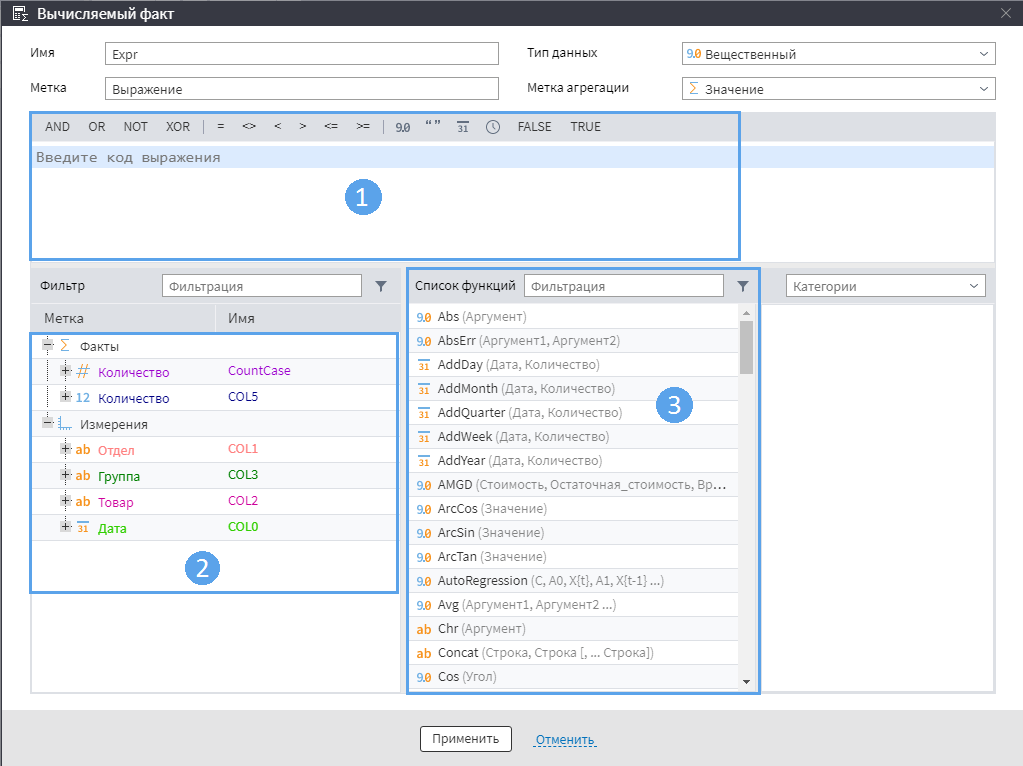 Вычисляемый факт
Имя Expr Тип данных 9.0 Вещественный
Метка Выражение Метка агрегации Σ Значение
AND OR NOT XOR = <> < > <= >= 9.0 “ ” 31 FALSE TRUE
Введите код выражения
1
Фильтр Фильтрация Список функций Фильтрация Категории
Метка Имя
Σ Факты
# Количество CountCase
12 Количество COL5
Измерения
ab Отдел COL1
ab Группа COL3
ab Товар COL2
31 Дата COL0
2
9.0 Abs (Аргумент)
9.0 AbsErr (Аргумент1, Аргумент2)
31 AddDay (Дата, Количество)
31 AddMonth (Дата, Количество)
31 AddQuarter (Дата, Количество)
31 AddWeek (Дата, Количество)
31 AddYear (Дата, Количество)
9.0 AMGD (Стоимость, Остаточная_стоимость, Вр...
9.0 ArcCos (Значение)
9.0 ArcSin (Значение)
9.0 ArcTan (Значение)
9.0 AutoRegression (C, A0, X{t}, A1, X{t-1} ...)
9.0 Avg (Аргумент1, Аргумент2 ...)
ab Chr (Аргумент)
ab Concat (Строка, Строка [, ... Строка])
9.0 Cos (Угол)
3
Применить Отменить